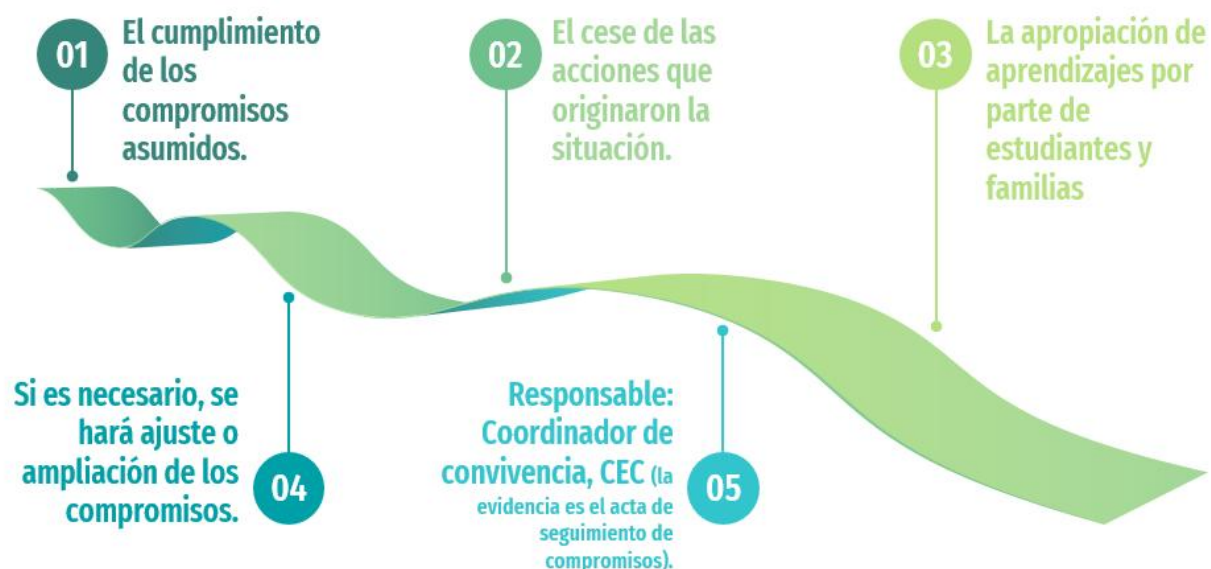 01
El cumplimiento
de los
compromisos
asumidos.
02
El cese de las
acciones que
originaron la
situación.
03
La apropiación de
aprendizajes por
parte de
estudiantes y
familias
Si es necesario, se
hará ajuste o
ampliación de los
compromisos.
04
Responsable:
Coordinador de
convivencia, CEC (la
evidencia es el acta de
seguimiento de
compromisos).
05